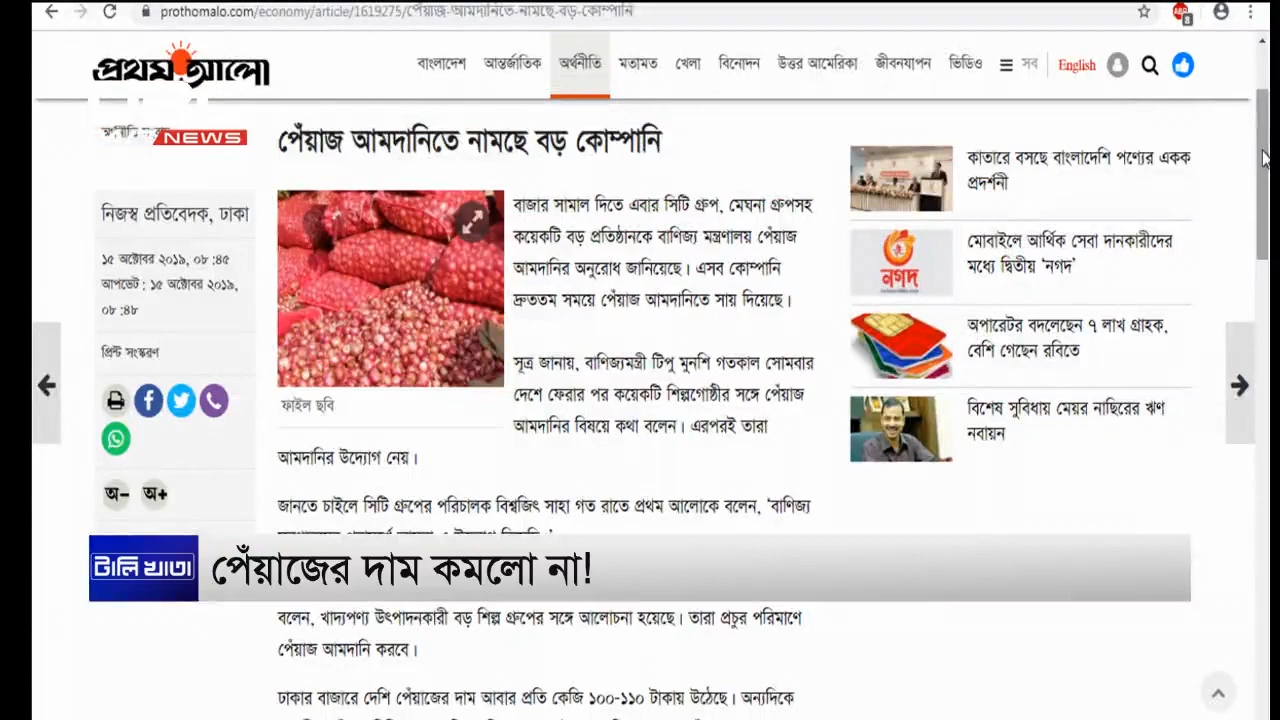 prothomalo.com/economy/article/1619275/পেঁয়াজ-আমদানিতে-নামছে-বড়-কোম্পানি
প্রথম আলো
বাংলাদেশ আন্তর্জাতিক অর্থনীতি মতামত খেলা বিনোদন উত্তর আমেরিকা জীবনযাপন ভিডিও সব English
NEWS
পেঁয়াজ আমদানিতে নামছে বড় কোম্পানি
নিজস্ব প্রতিবেদক, ঢাকা
১৫ অক্টোবর ২০১৯, ০৮:৪৫
আপডেট: ১৫ অক্টোবর ২০১৯,
০৮:৪৮
প্রিন্ট সংস্করণ
অ- অ+
ফাইল ছবি
বাজার সামাল দিতে এবার সিটি গ্রুপ, মেঘনা গ্রুপসহ
কয়েকটি বড় প্রতিষ্ঠানকে বাণিজ্য মন্ত্রণালয় পেঁয়াজ
আমদানির অনুরোধ জানিয়েছে। এসব কোম্পানি
দ্রুততম সময়ে পেঁয়াজ আমদানিতে সায় দিয়েছে।
সূত্র জানায়, বাণিজ্যমন্ত্রী টিপু মুনশি গতকাল সোমবার
দেশে ফেরার পর কয়েকটি শিল্পগোষ্ঠীর সঙ্গে পেঁয়াজ
আমদানির বিষয়ে কথা বলেন। এরপরই তারা
আমদানির উদ্যোগ নেয়।
জানতে চাইলে সিটি গ্রুপের পরিচালক বিশ্বজিৎ সাহা গত রাতে প্রথম আলোকে বলেন, ‘বাণিজ্য
টালি খাতা
পেঁয়াজের দাম কমলো না!
বলেন, খাদ্যপণ্য উৎপাদনকারী বড় শিল্প গ্রুপের সঙ্গে আলোচনা হয়েছে। তারা প্রচুর পরিমাণে
পেঁয়াজ আমদানি করবে।
ঢাকার বাজারে দেশি পেঁয়াজের দাম আবার প্রতি কেজি ১০০-১১০ টাকায় উঠেছে। অন্যদিকে
কাতারে বসছে বাংলাদেশি পণ্যের একক
প্রদর্শনী
নগদ
মোবাইলে আর্থিক সেবা দানকারীদের
মধ্যে দ্বিতীয় ‘নগদ’
অপারেটর বদলেছেন ৭ লাখ গ্রাহক,
বেশি গেছেন রবিতে
বিশেষ সুবিধায় মেয়র নাছিরের ঋণ
নবায়ন